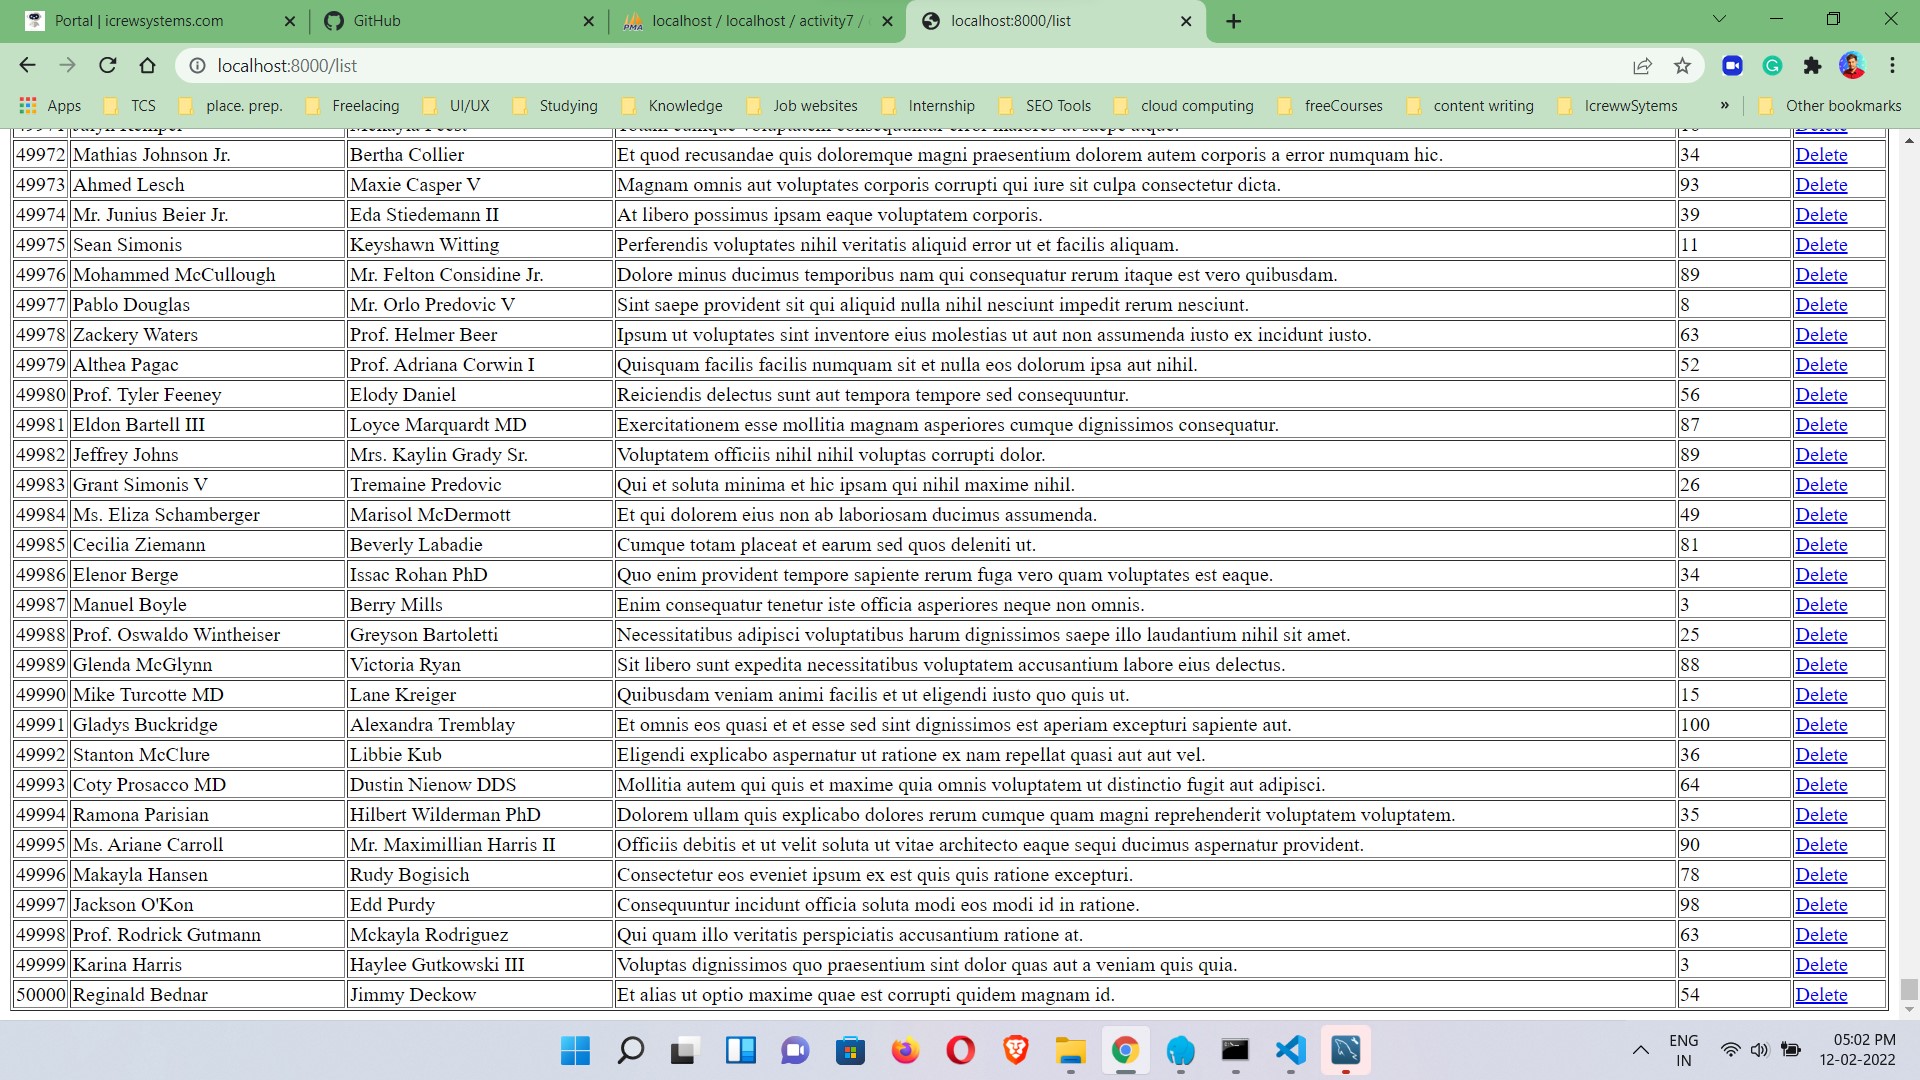 Portal | icrewsystems.com
GitHub
localhost / localhost / activity7 /
localhost:8000/list
localhost:8000/list
Apps TCS place. prep. Freelacing UI/UX Studying Knowledge Job websites Internship SEO Tools cloud computing freeCourses content writing IcrewwSytems » Other bookmarks
49972 Mathias Johnson Jr. Bertha Collier Et quod recusandae quis doloremque magni praesentium dolorem autem corporis a error numquam hic. 34 Delete
49973 Ahmed Lesch Maxie Casper V Magnam omnis aut voluptates corporis corrupti qui iure sit culpa consectetur dicta. 93 Delete
49974 Mr. Junius Beier Jr. Eda Stiedemann II At libero possimus ipsam eaque voluptatem corporis. 39 Delete
49975 Sean Simonis Keyshawn Witting Perferendis voluptates nihil veritatis aliquid error ut et facilis aliquam. 11 Delete
49976 Mohammed McCullough Mr. Felton Considine Jr. Dolore minus ducimus temporibus nam qui consequatur rerum itaque est vero quibusdam. 89 Delete
49977 Pablo Douglas Mr. Orlo Predovic V Sint saepe provident sit qui aliquid nulla nihil nesciunt impedit rerum nesciunt. 8 Delete
49978 Zackery Waters Prof. Helmer Beer Ipsum ut voluptates sint inventore eius molestias ut aut non assumenda iusto ex incidunt iusto. 63 Delete
49979 Althea Pagac Prof. Adriana Corwin I Quisquam facilis facilis numquam sit et nulla eos dolorum ipsa aut nihil. 52 Delete
49980 Prof. Tyler Feeney Elody Daniel Reiciendis delectus sunt aut tempora tempore sed consequuntur. 56 Delete
49981 Eldon Bartell III Loyce Marquardt MD Exercitationem esse mollitia magnam asperiores cumque dignissimos consequatur. 87 Delete
49982 Jeffrey Johns Mrs. Kaylin Grady Sr. Voluptatem officiis nihil nihil voluptas corrupti dolor. 89 Delete
49983 Grant Simonis V Tremaine Predovic Qui et soluta minima et hic ipsam qui nihil maxime nihil. 26 Delete
49984 Ms. Eliza Schamberger Marisol McDermott Et qui dolorem eius non ab laboriosam ducimus assumenda. 49 Delete
49985 Cecilia Ziemann Beverly Labadie Cumque totam placeat et earum sed quos deleniti ut. 81 Delete
49986 Elenor Berge Issac Rohan PhD Quo enim provident tempore sapiente rerum fuga vero quam voluptates est eaque. 34 Delete
49987 Manuel Boyle Berry Mills Enim consequatur tenetur iste officia asperiores neque non omnis. 3 Delete
49988 Prof. Oswaldo Wintheiser Greyson Bartoletti Necessitatibus adipisci voluptatibus harum dignissimos saepe illo laudantium nihil sit amet. 25 Delete
49989 Glenda McGlynn Victoria Ryan Sit libero sunt expedita necessitatibus voluptatem accusantium labore eius delectus. 88 Delete
49990 Mike Turcotte MD Lane Kreiger Quibusdam veniam animi facilis et ut eligendi iusto quo quis ut. 15 Delete
49991 Gladys Buckridge Alexandra Tremblay Et omnis eos quasi et et esse sed sint dignissimos est aperiam excepturi sapiente aut. 100 Delete
49992 Stanton McClure Libbie Kub Eligendi explicabo aspernatur ut ratione ex nam repellat quasi aut aut vel. 36 Delete
49993 Coty Prosacco MD Dustin Nienow DDS Mollitia autem qui quis et maxime quia omnis voluptatem ut distinctio fugit aut adipisci. 64 Delete
49994 Ramona Parisian Hilbert Wilderman PhD Dolorem ullam quis explicabo dolores rerum cumque quam magni reprehenderit voluptatem voluptatem. 35 Delete
49995 Ms. Ariane Carroll Mr. Maximillian Harris II Officiis debitis et ut velit soluta ut vitae architecto eaque sequi ducimus aspernatur provident. 90 Delete
49996 Makayla Hansen Rudy Bogisich Consectetur eos eveniet ipsum ex est quis quis ratione excepturi. 78 Delete
49997 Jackson O'Kon Edd Purdy Consequuntur incidunt officia soluta modi eos modi id in ratione. 98 Delete
49998 Prof. Rodrick Gutmann Mckayla Rodriguez Qui quam illo veritatis perspiciatis accusantium ratione at. 63 Delete
49999 Karina Harris Haylee Gutkowski III Voluptas dignissimos quo praesentium sint dolor quas aut a veniam quis quia. 3 Delete
50000 Reginald Bednar Jimmy Deckow Et alias ut optio maxime quae est corrupti quidem magnam id. 54 Delete
ENG
IN
05:02 PM
12-02-2022